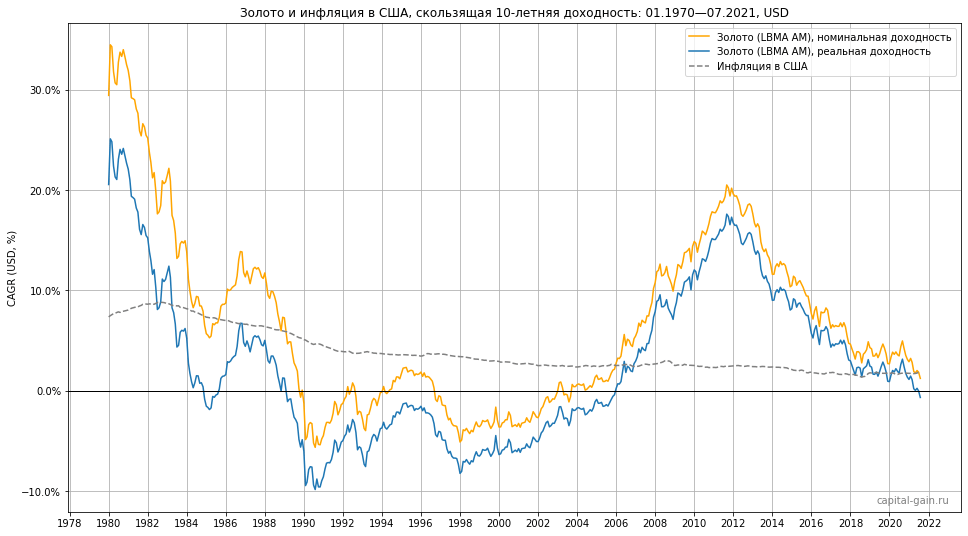 Золото и инфляция в США, скользящая 10-летняя доходность: 01.1970—07.2021, USD
Золото (LBMA AM), номинальная доходность
Золото (LBMA AM), реальная доходность
Инфляция в США
CAGR (USD, %)
30.0%
20.0%
10.0%
0.0%
−10.0%
capital-gain.ru
1978 1980 1982 1984 1986 1988 1990 1992 1994 1996 1998 2000 2002 2004 2006 2008 2010 2012 2014 2016 2018 2020 2022